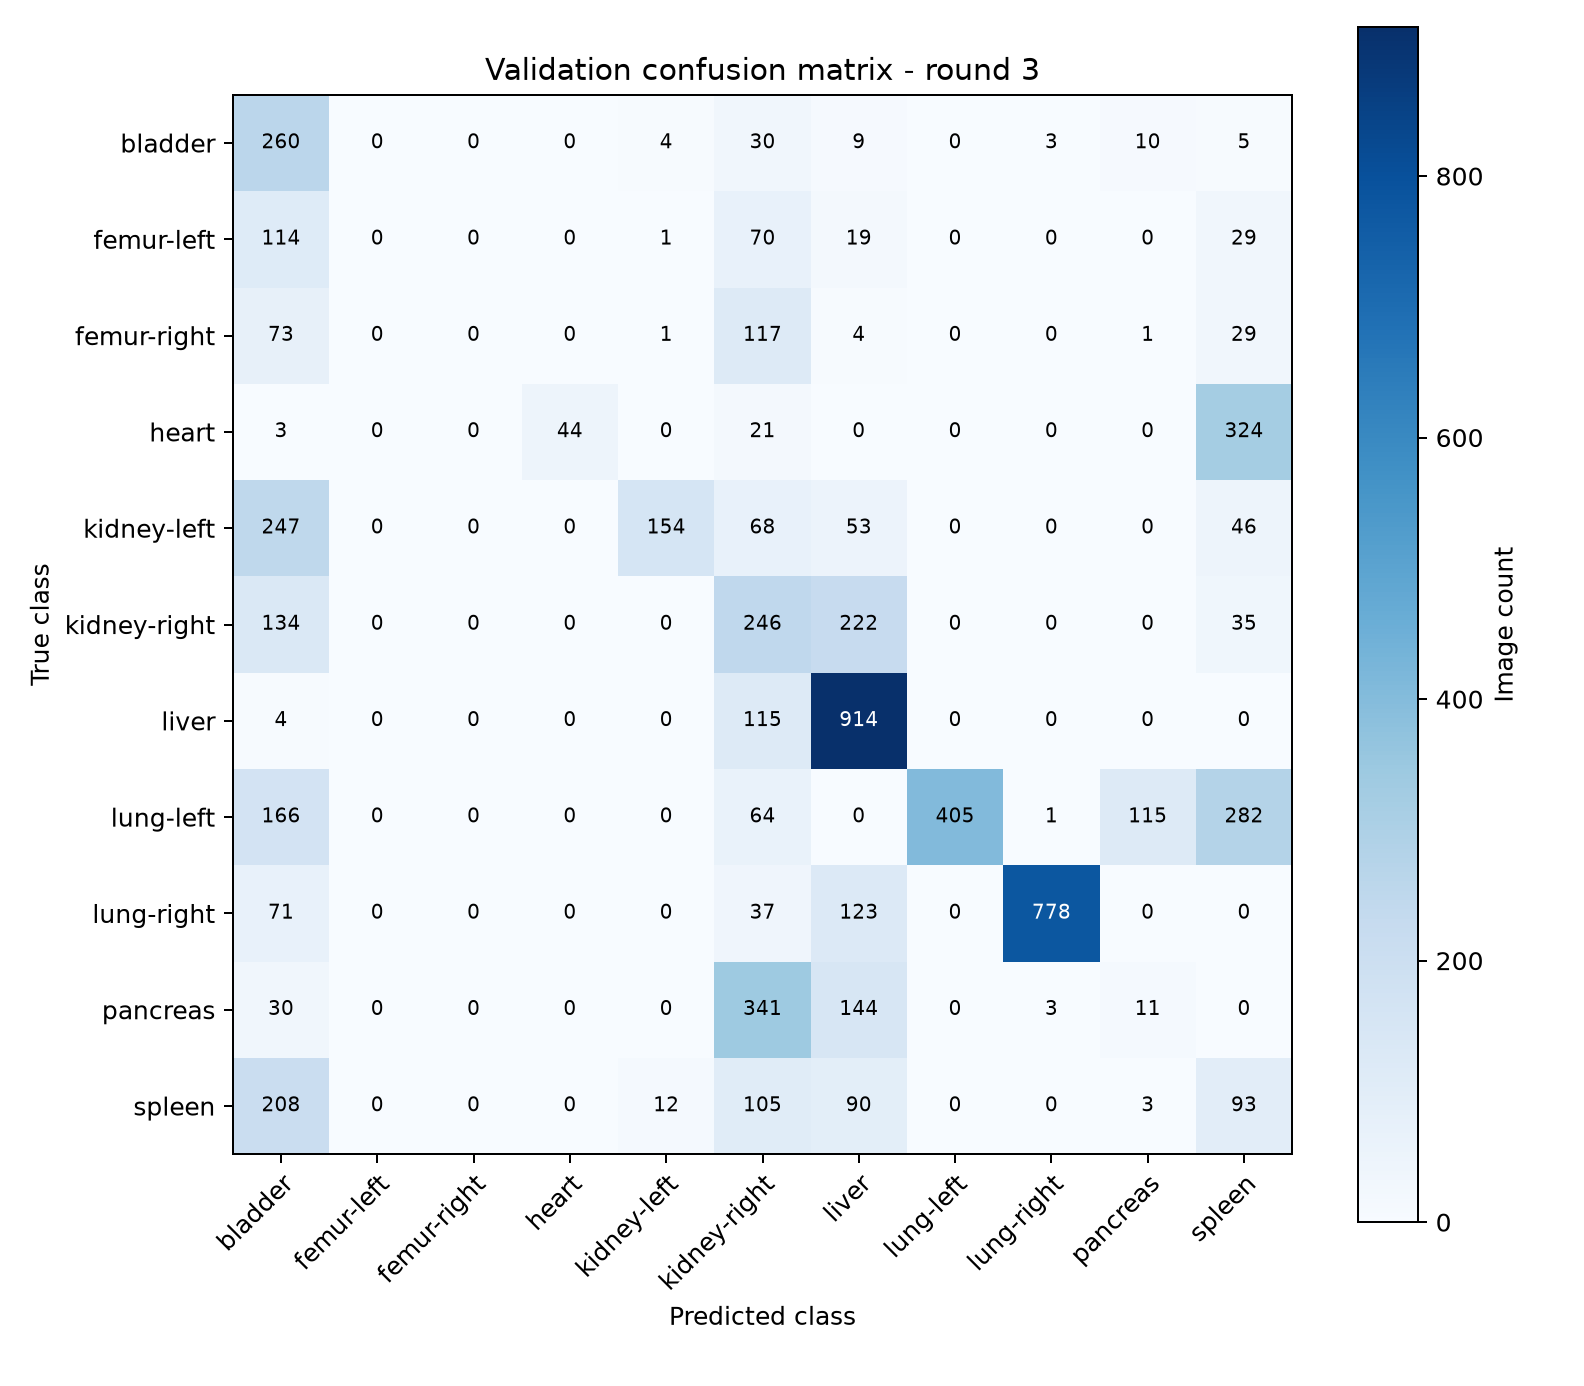 Validation confusion matrix - round 3
bladder 260 0 0 0 4 30 9 0 3 10 5
femur-left 114 0 0 0 1 70 19 0 0 0 29
femur-right 73 0 0 0 1 117 4 0 0 1 29
heart 3 0 0 44 0 21 0 0 0 0 324
kidney-left 247 0 0 0 154 68 53 0 0 0 46
kidney-right 134 0 0 0 0 246 222 0 0 0 35
liver 4 0 0 0 0 115 914 0 0 0 0
lung-left 166 0 0 0 0 64 0 405 1 115 282
lung-right 71 0 0 0 0 37 123 0 778 0 0
pancreas 30 0 0 0 0 341 144 0 3 11 0
spleen 208 0 0 0 12 105 90 0 0 3 93
bladder femur-left femur-right heart kidney-left kidney-right liver lung-left lung-right pancreas spleen
Predicted class
True class
800
600
400
200
0
Image count